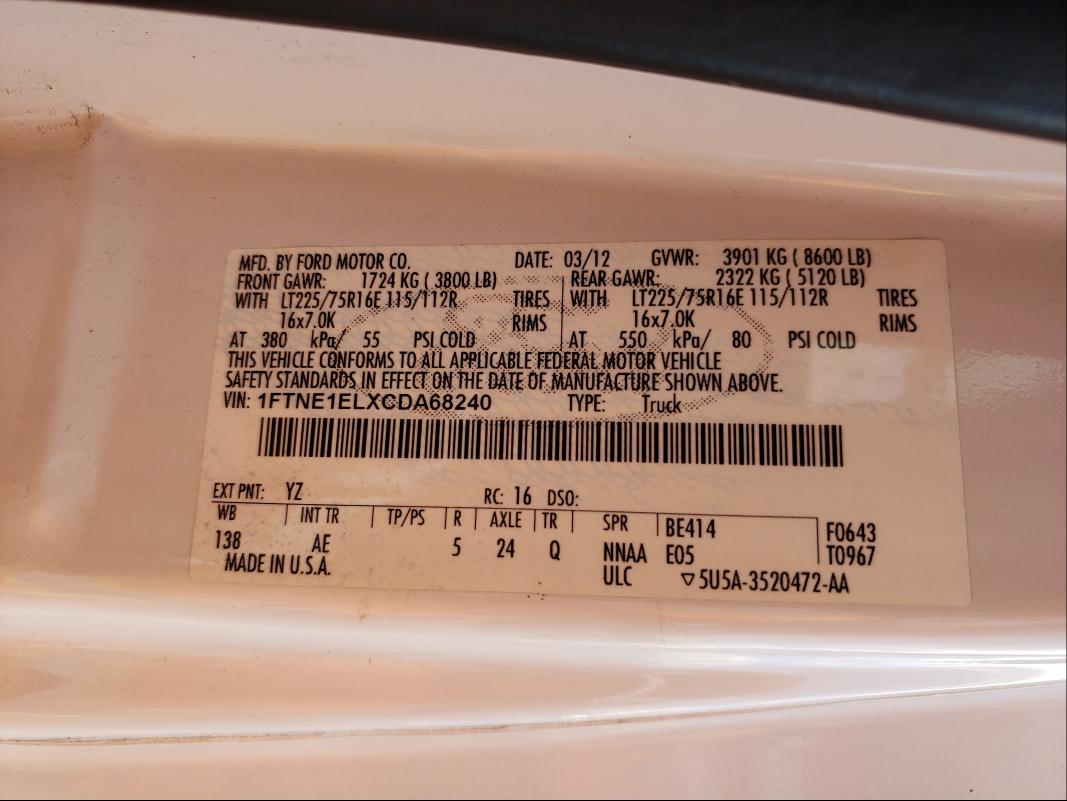 MFD. BY FORD MOTOR CO. DATE: 03/12 GVWR: 3901 KG ( 8600 LB)
FRONT GAWR: 1724 KG ( 3800 LB) REAR GAWR: 2322 KG ( 5120 LB)
WITH LT225/75R16E 115/112R TIRES WITH LT225/75R16E 115/112R TIRES
16x7.0K RIMS 16x7.0K RIMS
AT 380 kPa/ 55 PSI COLD AT 550 kPa/ 80 PSI COLD
THIS VEHICLE CONFORMS TO ALL APPLICABLE FEDERAL MOTOR VEHICLE
SAFETY STANDARDS IN EFFECT ON THE DATE OF MANUFACTURE SHOWN ABOVE.
VIN: 1FTNE1ELXCDA68240 TYPE: Truck
EXT PNT: YZ RC: 16 DSO:
WB INT TR TP/PS R AXLE TR SPR BE414 F0643
138 AE 5 24 Q NNAA E05 T0967
MADE IN U.S.A. ULC ▽5U5A-3520472-AA